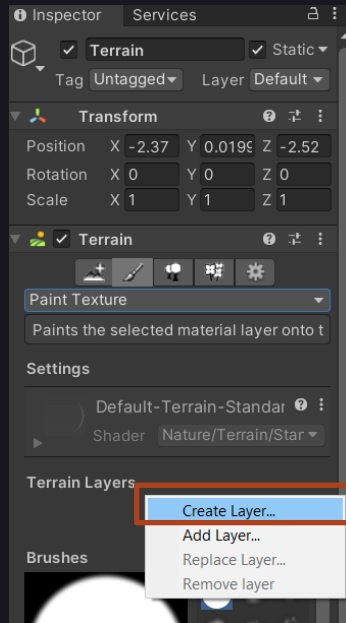 Inspector Services
Terrain Static
Tag Untagged Layer Default
Transform
Position X -2.37 Y 0.0199 Z -2.52
Rotation X 0 Y 0 Z 0
Scale X 1 Y 1 Z 1
Terrain
Paint Texture
Paints the selected material layer onto t
Settings
Default-Terrain-Standar
Shader Nature/Terrain/Star
Terrain Layers
Create Layer...
Add Layer...
Replace Layer...
Remove layer
Brushes